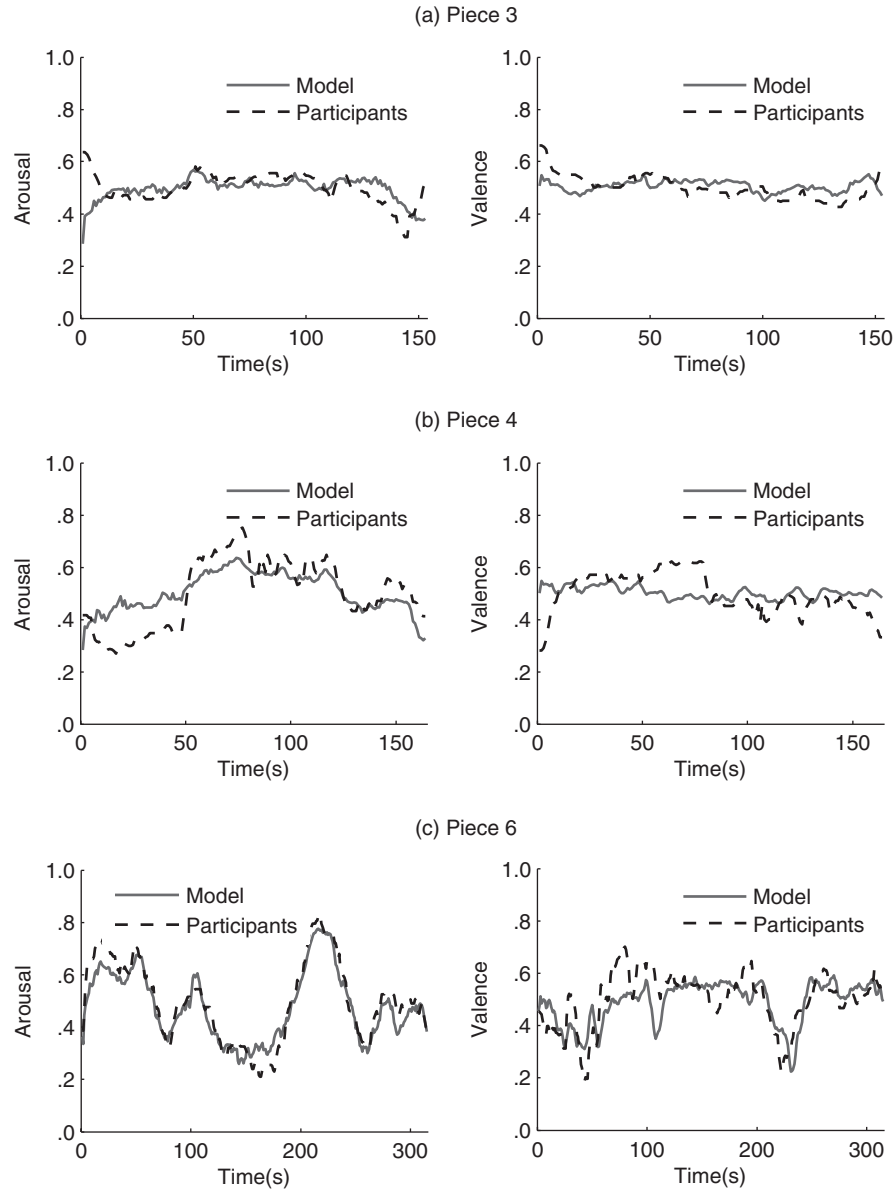 (a) Piece 3
1.0
.8
.6
.4
.2
.0
Arousal
Model
Participants
0
50
100
150
Time(s)
1.0
.8
.6
.4
.2
.0
Valence
Model
Participants
0
50
100
150
Time(s)
(b) Piece 4
1.0
.8
.6
.4
.2
.0
Arousal
Model
Participants
0
50
100
150
Time(s)
1.0
.8
.6
.4
.2
.0
Valence
Model
Participants
0
50
100
150
Time(s)
(c) Piece 6
1.0
.8
.6
.4
.2
.0
Arousal
Model
Participants
0
100
200
300
Time(s)
1.0
.8
.6
.4
.2
.0
Valence
Model
Participants
0
100
200
300
Time(s)